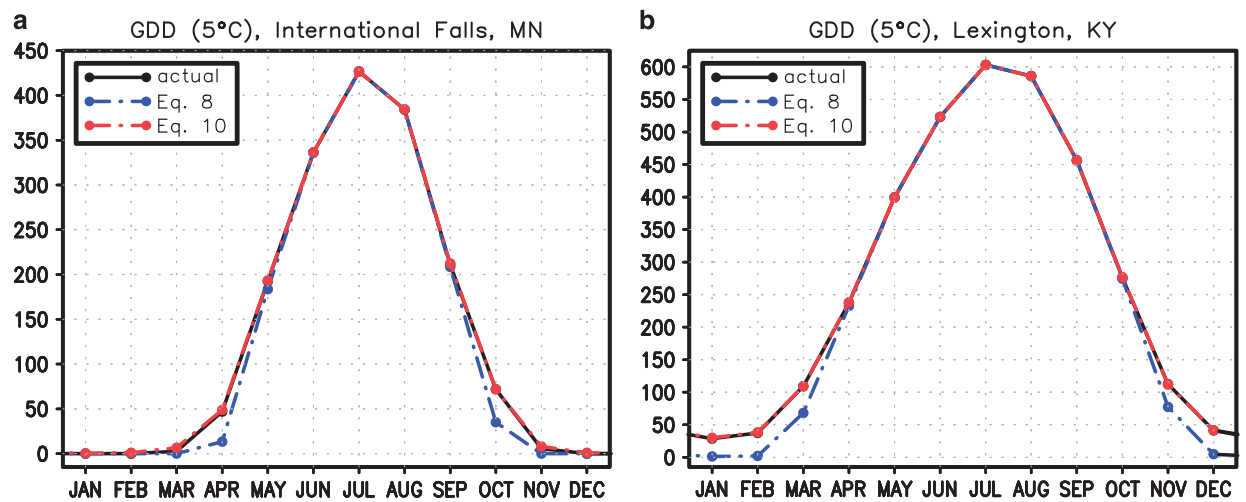 a
GDD (5°C), International Falls, MN
450
400
350
300
250
200
150
100
50
0
actual
Eq. 8
Eq. 10
JAN FEB MAR APR MAY JUN JUL AUG SEP OCT NOV DEC
b
GDD (5°C), Lexington, KY
600
550
500
450
400
350
300
250
200
150
100
50
0
actual
Eq. 8
Eq. 10
JAN FEB MAR APR MAY JUN JUL AUG SEP OCT NOV DEC